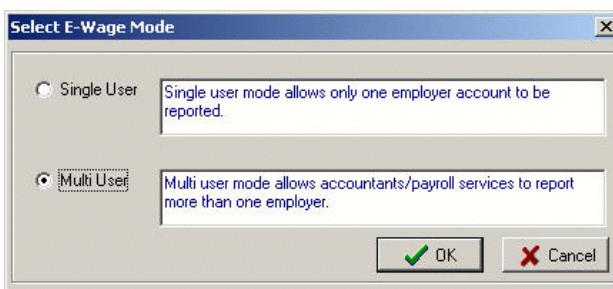 Select E-Wage Mode
Single User
Single user mode allows only one employer account to be
reported.
Multi User
Multi user mode allows accountants/payroll services to report
more than one employer.
OK
Cancel